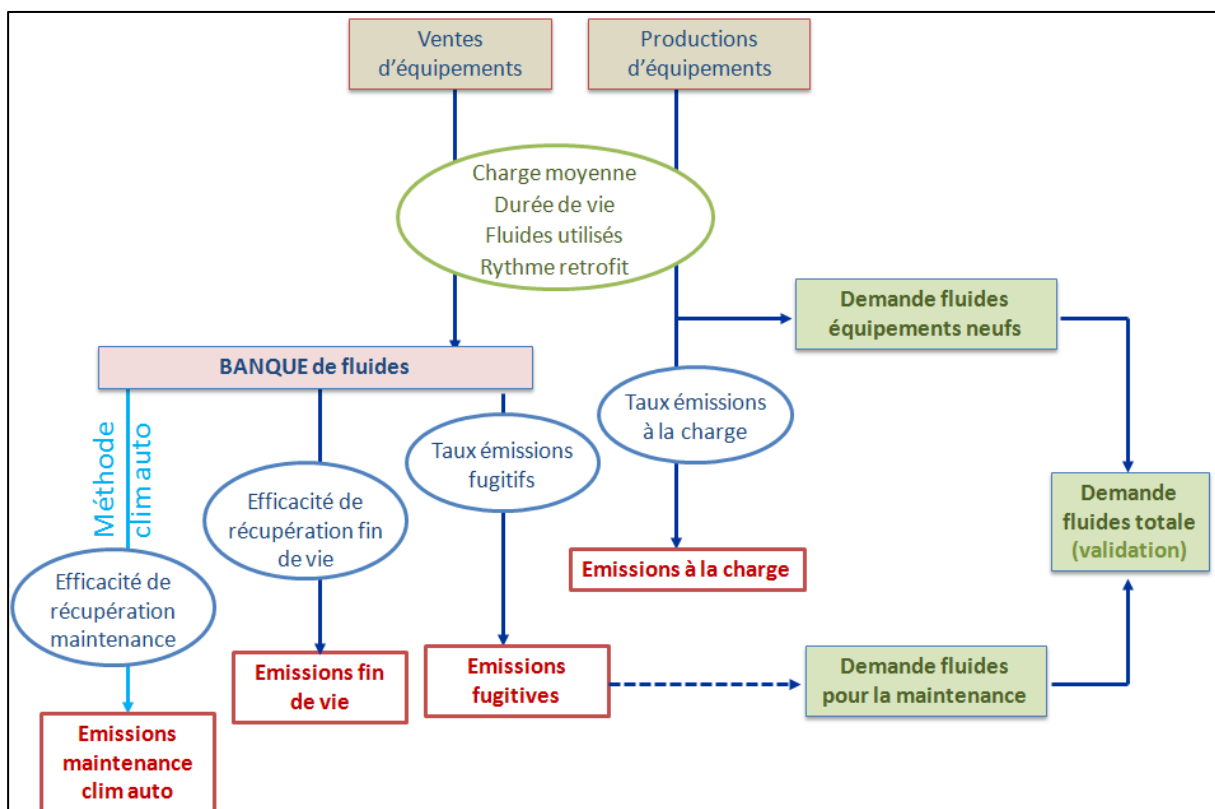 Ventes
d'équipements
Productions
d'équipements
Charge moyenne
Durée de vie
Fluides utilisés
Rythme retrofit
Demande fluides
équipements neufs
BANQUE de fluides
Méthode
clim auto
Taux émissions
à la charge
Taux émissions
fugitifs
Efficacité de
récupération fin
de vie
Efficacité de
récupération
maintenance
Demande
fluides totale
(validation)
Emissions à la charge
Emissions fin
de vie
Emissions
fugitives
Demande fluides
pour la maintenance
Emissions
maintenance
clim auto